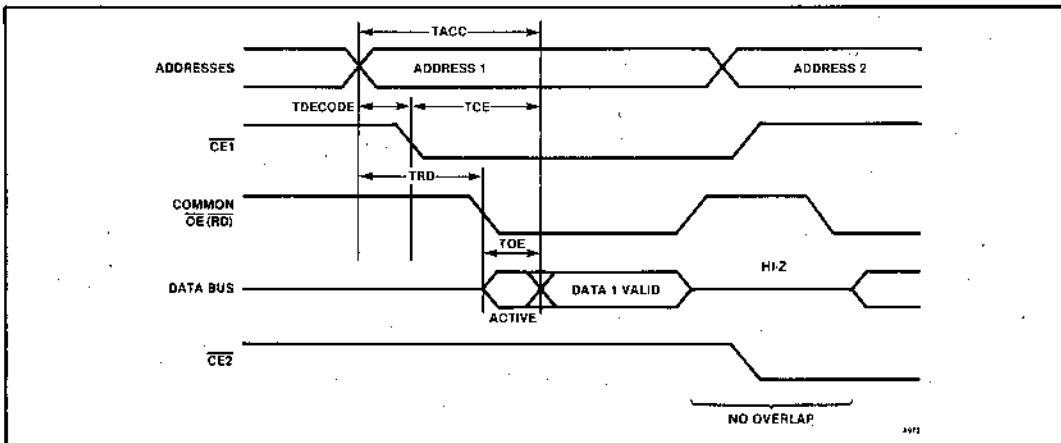 TACC
ADDRESSES
ADDRESS 1
ADDRESS 2
TDECODE
TCE
CE1
TRD
COMMON
OE (RD)
TOE
HI-Z
DATA BUS
DATA 1 VALID
ACTIVE
CE2
NO OVERLAP